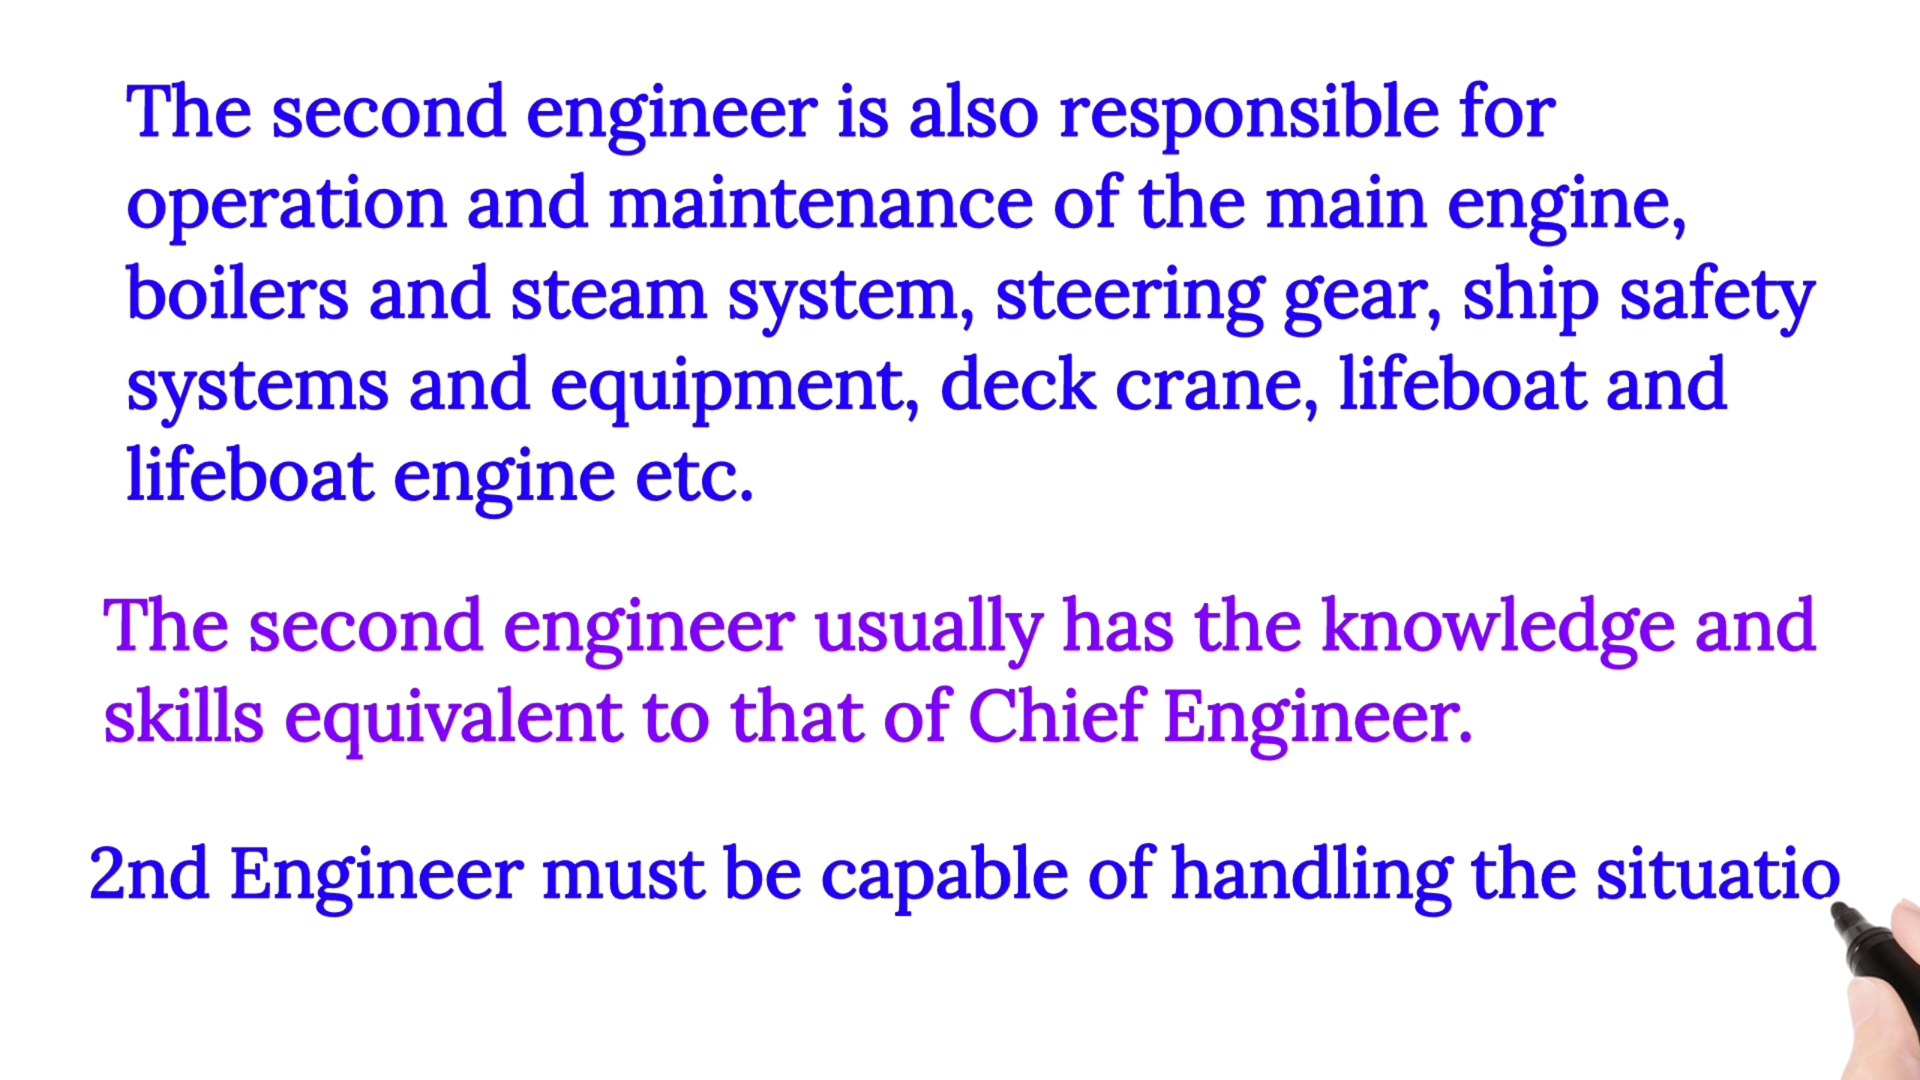 The second engineer is also responsible for
operation and maintenance of the main engine,
boilers and steam system, steering gear, ship safety
systems and equipment, deck crane, lifeboat and
lifeboat engine etc.
The second engineer usually has the knowledge and
skills equivalent to that of Chief Engineer.
2nd Engineer must be capable of handling the situatio